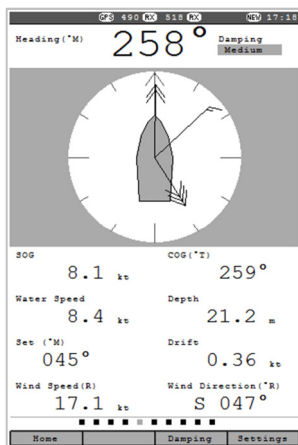 GPS 490 RX 518 RX NEW 17:18
Heading(°M) 258° Damping
Medium
SOG COG(°T)
8.1 kt 259°
Water Speed Depth
8.4 kt 21.2 m
Set (°M) Drift
045° 0.36 kt
Wind Speed(R) Wind Direction(°R)
17.1 kt S 047°
Home Damping Settings